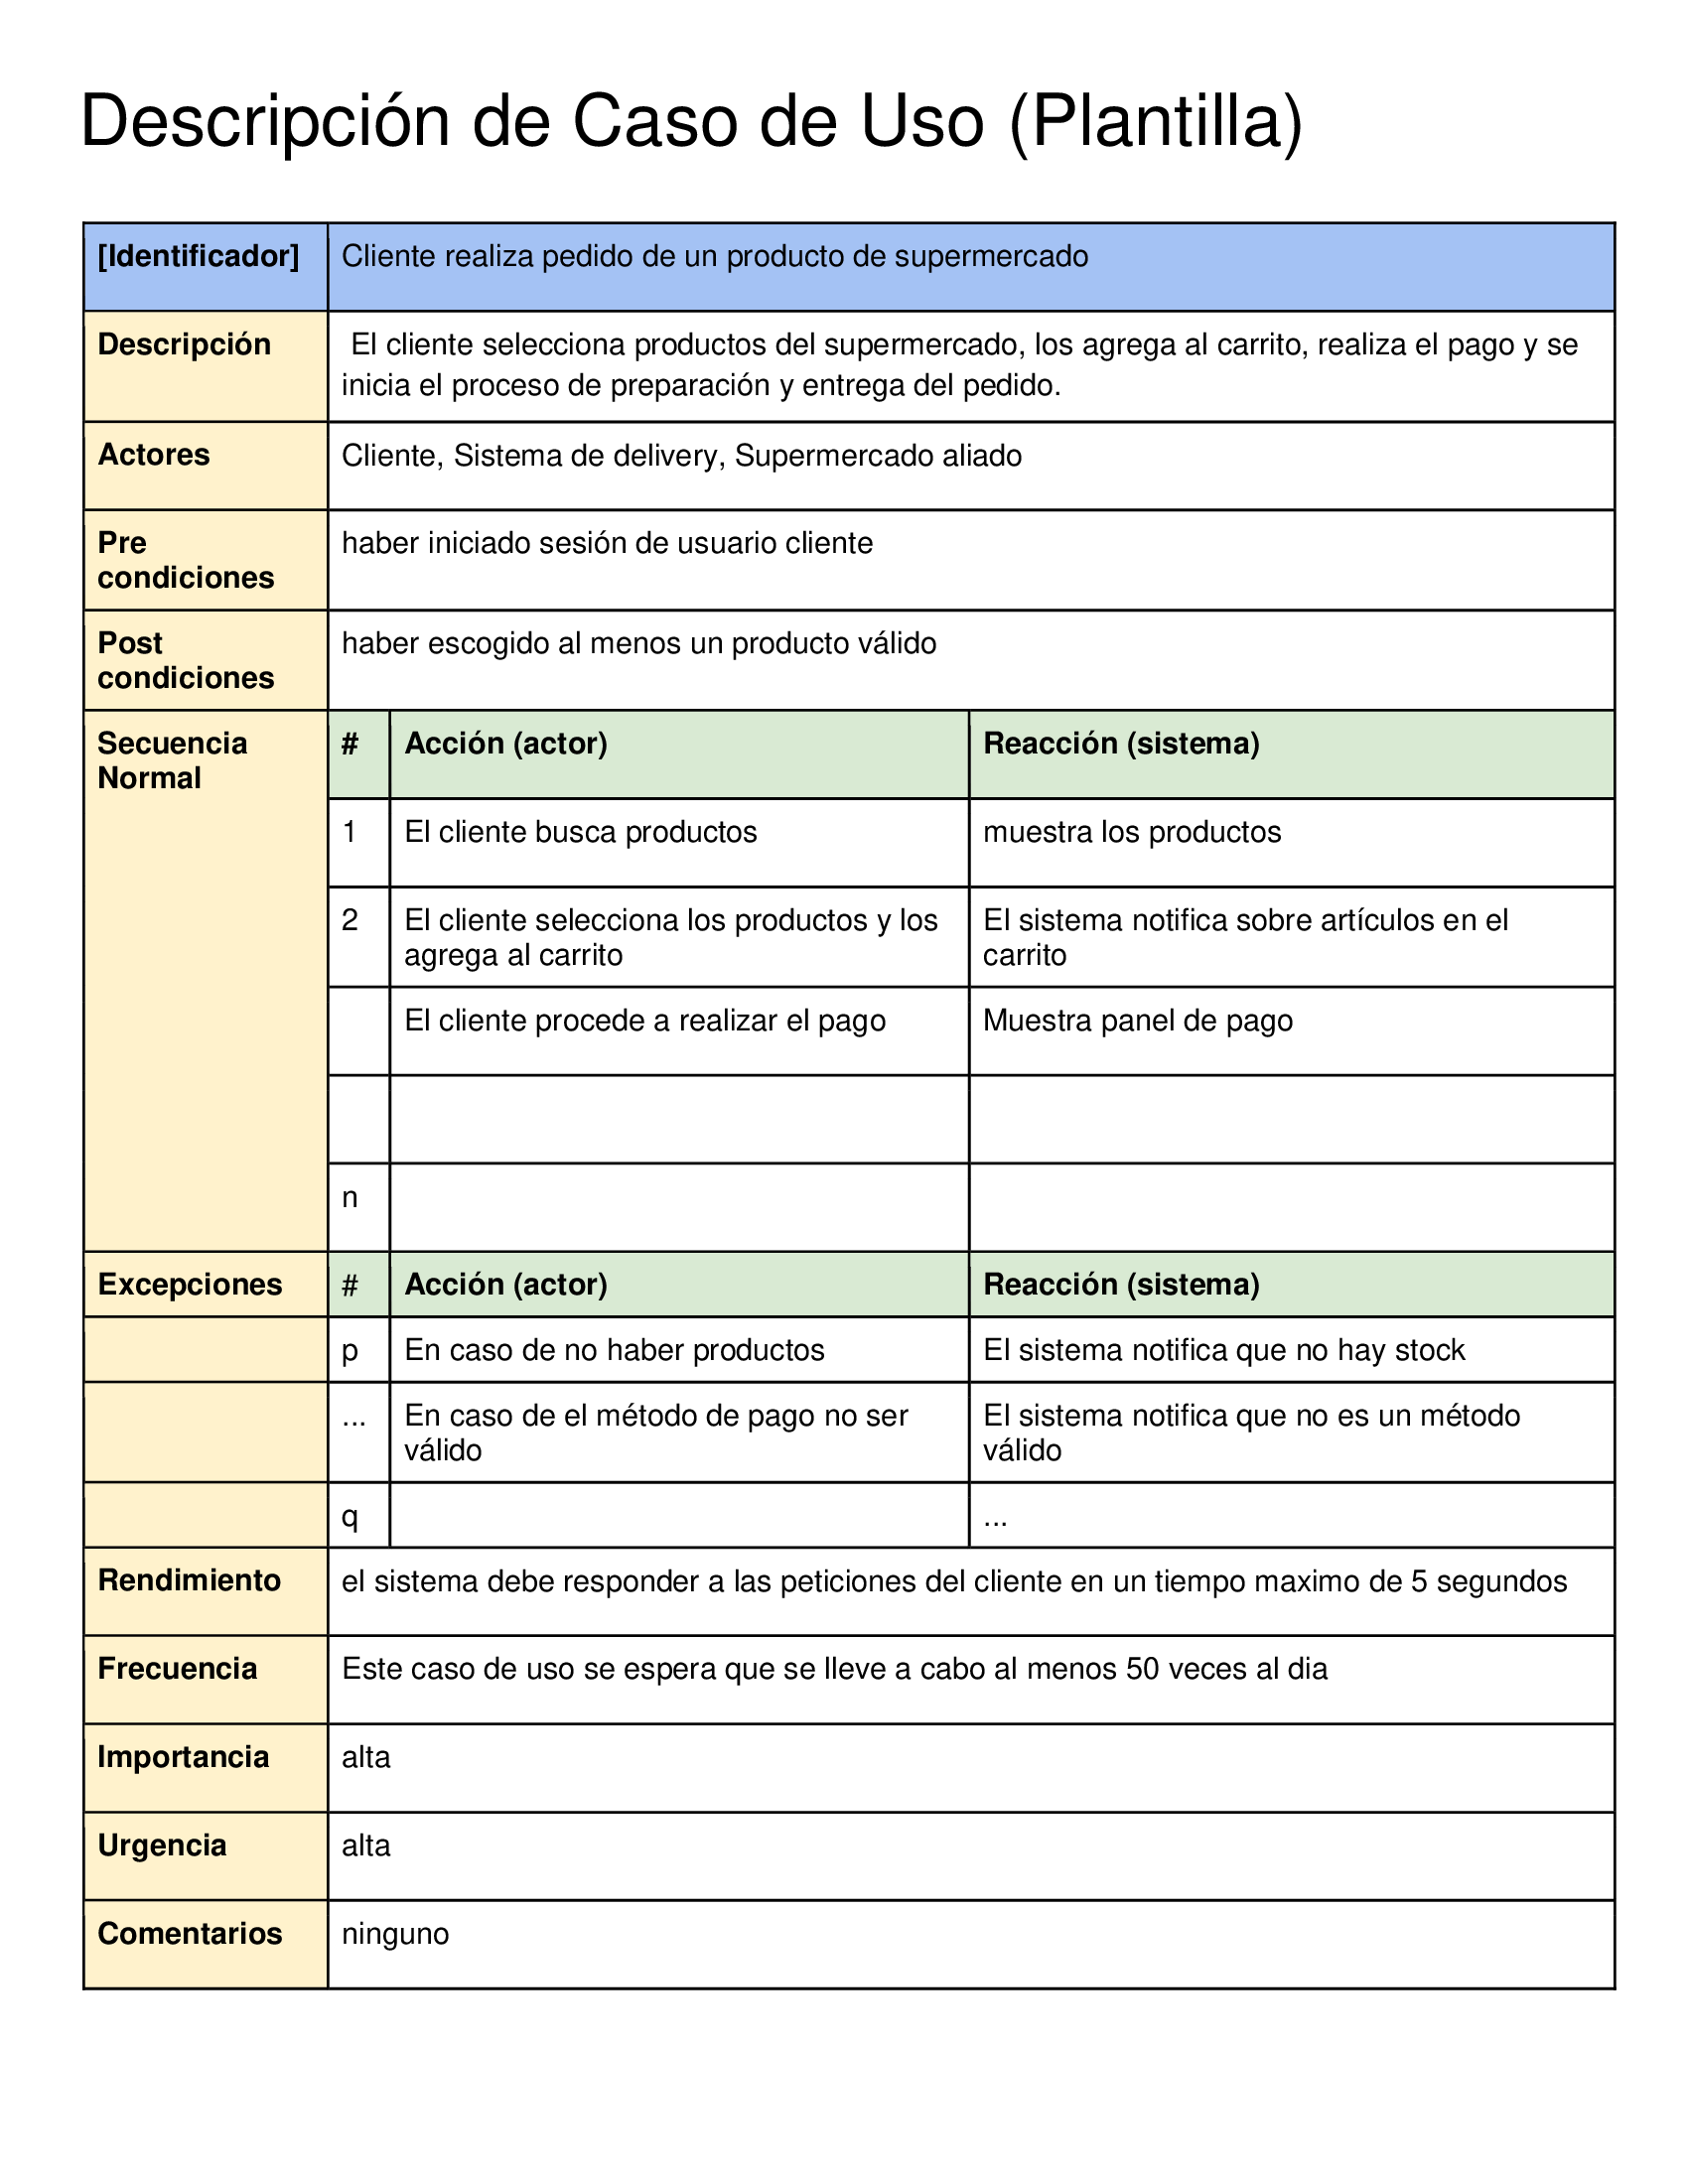 Descripción de Caso de Uso (Plantilla)
[Identificador] Cliente realiza pedido de un producto de supermercado
Descripción El cliente selecciona productos del supermercado, los agrega al carrito, realiza el pago y se
inicia el proceso de preparación y entrega del pedido.
Actores Cliente, Sistema de delivery, Supermercado aliado
Pre haber iniciado sesión de usuario cliente
condiciones
Post haber escogido al menos un producto válido
condiciones
Secuencia # Acción (actor) Reacción (sistema)
Normal
1 El cliente busca productos muestra los productos
2 El cliente selecciona los productos y los El sistema notifica sobre artículos en el
agrega al carrito carrito
El cliente procede a realizar el pago Muestra panel de pago
n
Excepciones # Acción (actor) Reacción (sistema)
p En caso de no haber productos El sistema notifica que no hay stock
... En caso de el método de pago no ser El sistema notifica que no es un método
válido válido
q ...
Rendimiento el sistema debe responder a las peticiones del cliente en un tiempo maximo de 5 segundos
Frecuencia Este caso de uso se espera que se lleve a cabo al menos 50 veces al dia
Importancia alta
Urgencia alta
Comentarios ninguno